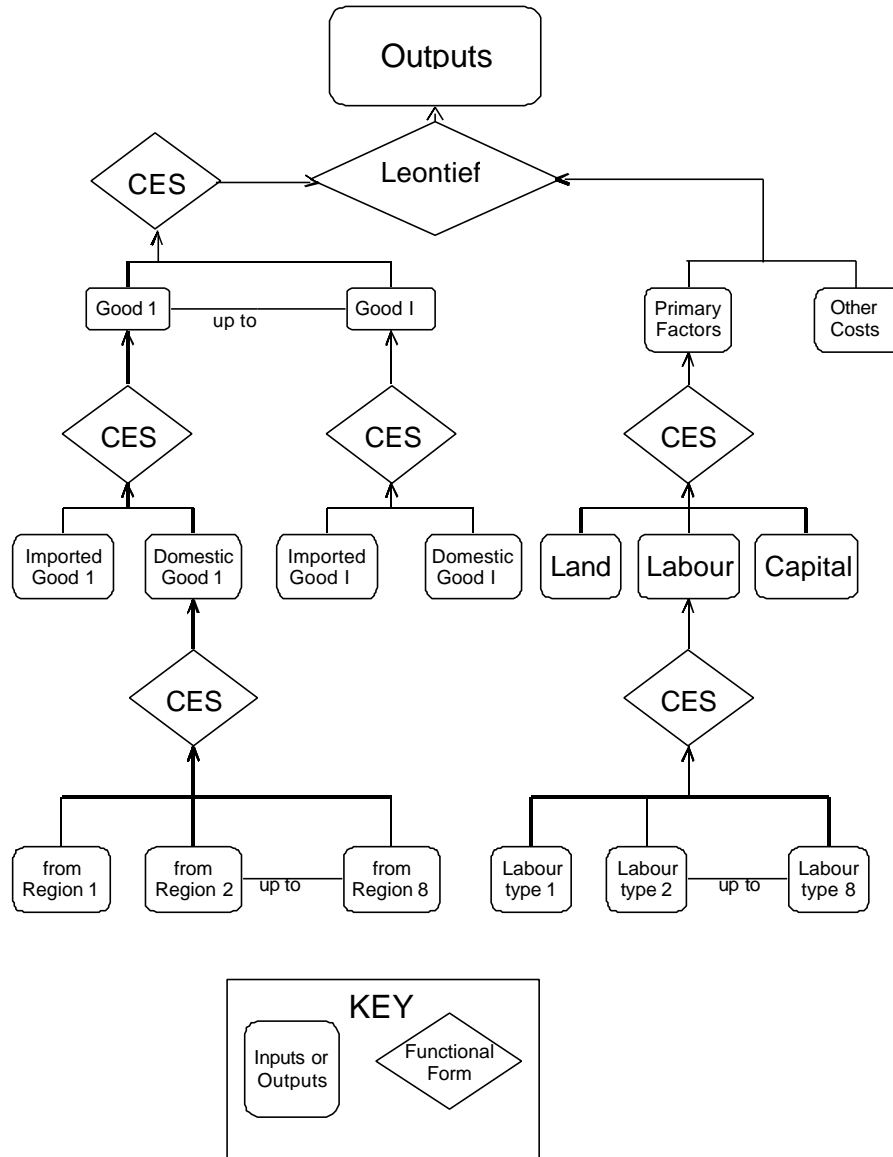 Outputs
Leontief
CES
Good 1
up to
Good I
Primary
Factors
Other
Costs
CES
CES
CES
Imported
Good 1
Domestic
Good 1
Imported
Good I
Domestic
Good I
Land
Labour
Capital
CES
CES
from
Region 1
from
Region 2
up to
from
Region 8
Labour
type 1
Labour
type 2
up to
Labour
type 8
KEY
Inputs or
Outputs
Functional
Form